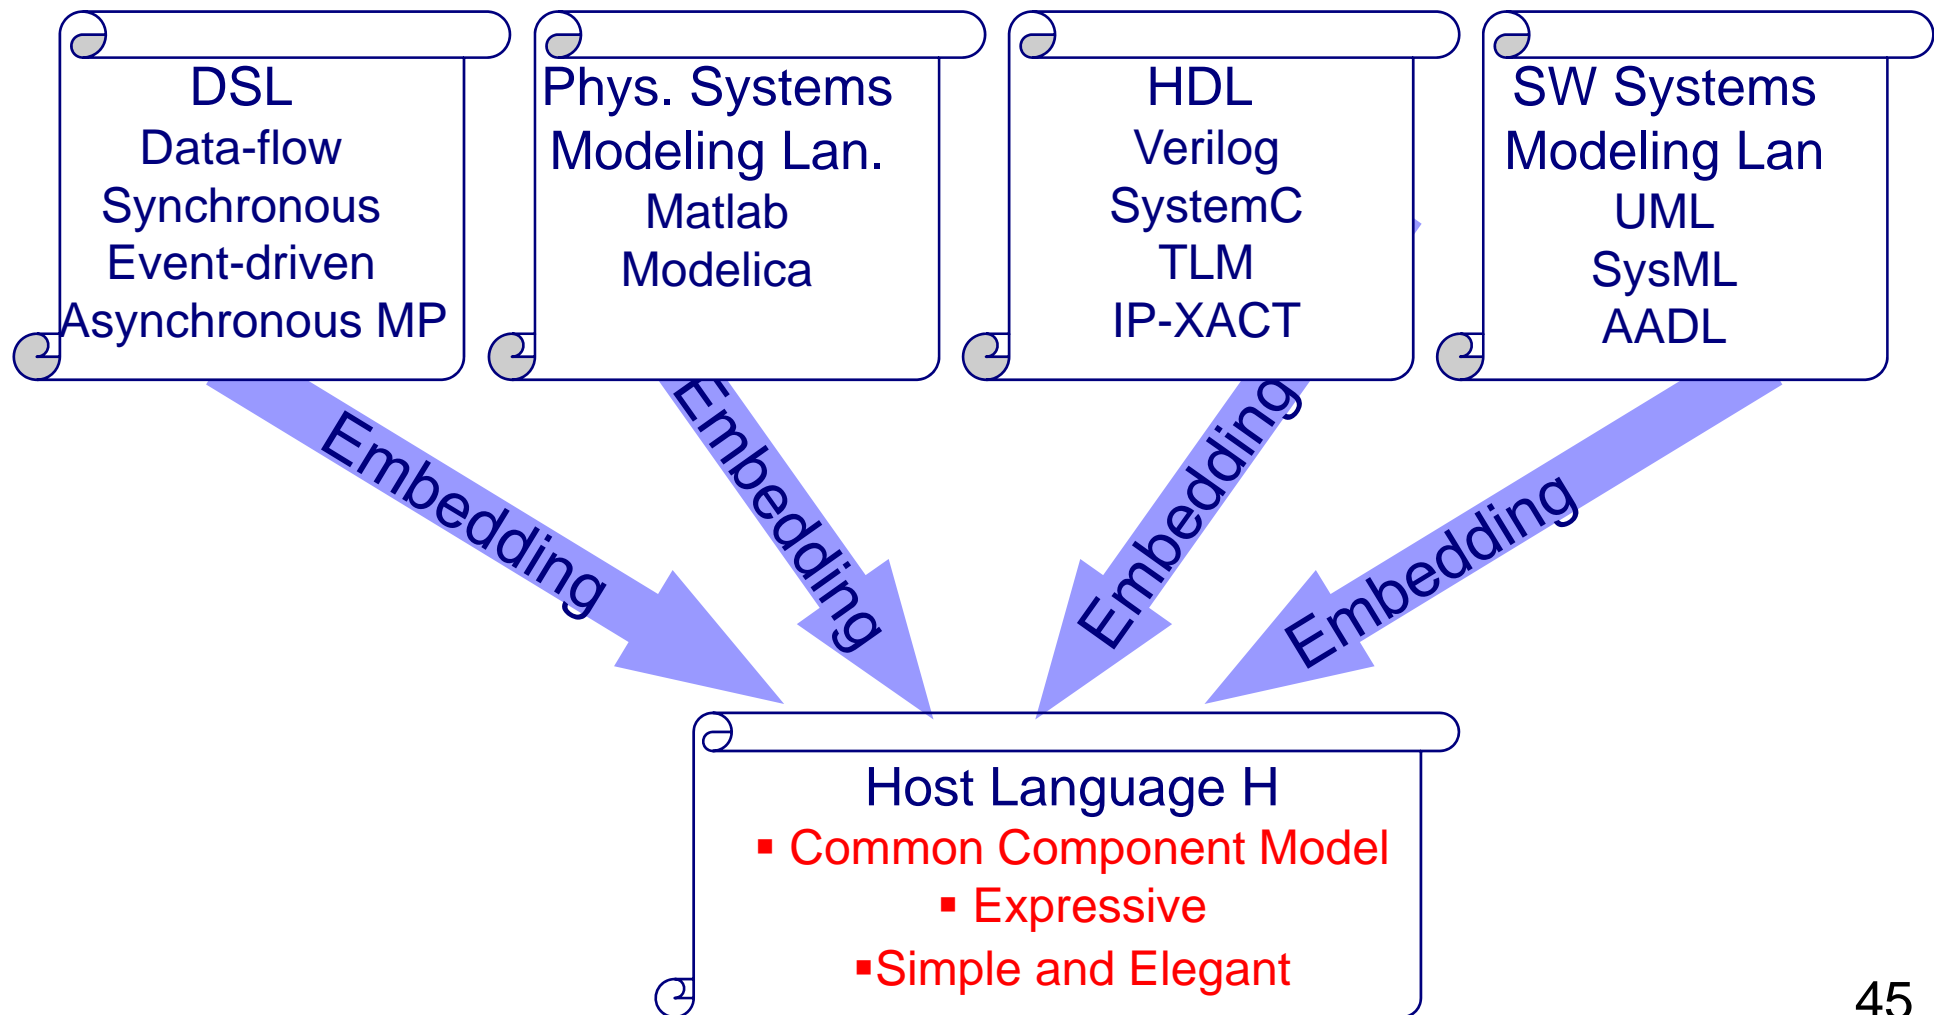 DSL
Data-flow
Synchronous
Event-driven
Asynchronous MP
Phys. Systems
Modeling Lan.
Matlab
Modelica
HDL
Verilog
SystemC
TLM
IP-XACT
SW Systems
Modeling Lan
UML
SysML
AADL
Embedding
Embedding
Embedding
Embedding
Host Language H
▪ Common Component Model
▪ Expressive
▪Simple and Elegant
45